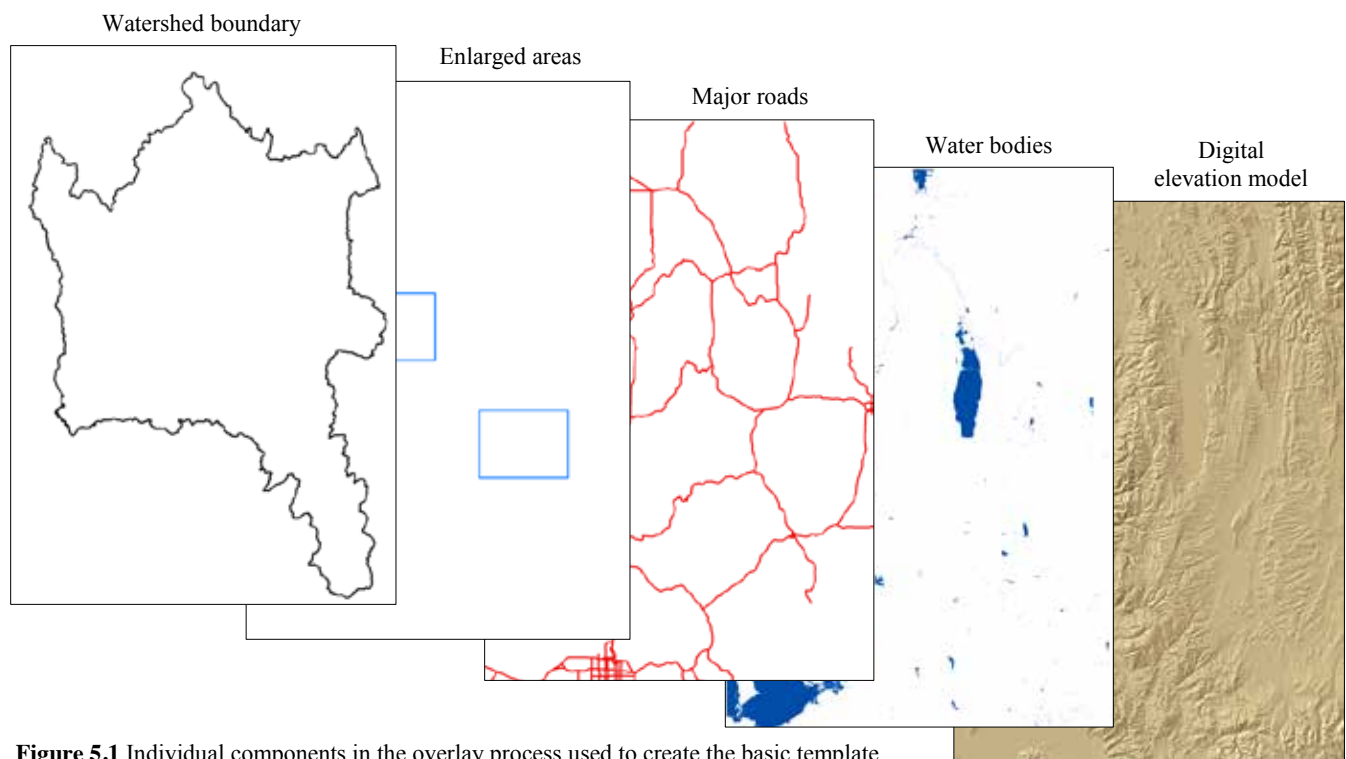 Watershed boundary
Enlarged areas
Major roads
Water bodies
Digital
elevation model
Figure 5.1 Individual components in the overlay process used to create the basic template